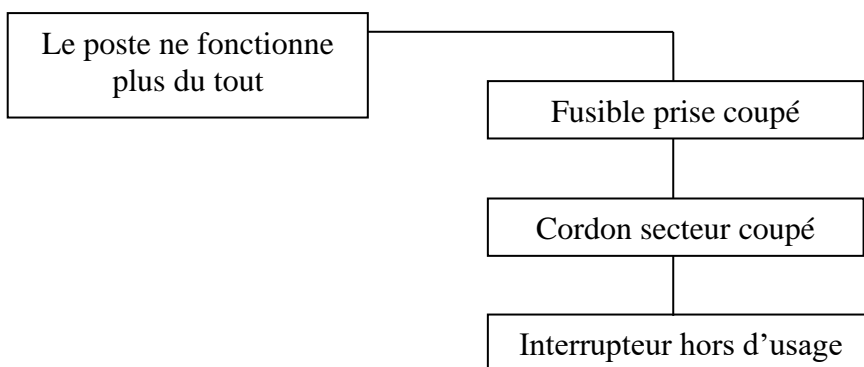 Le poste ne fonctionne
plus du tout
Fusible prise coupé
Cordon secteur coupé
Interrupteur hors d’usage